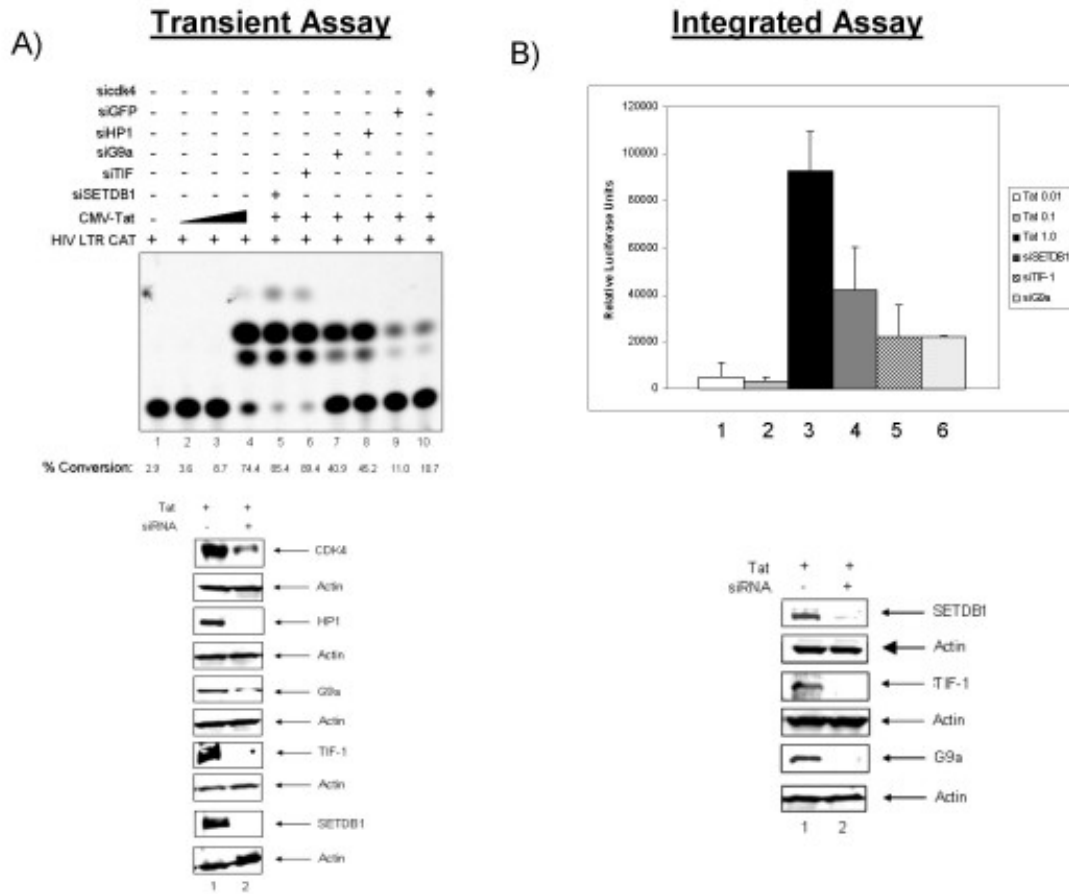 Transient Assay
A)
sicdk4 - - - - - - - - - +
siGFP - - - - - - - - + -
siHP1 - - - - - - - + - -
siG9a - - - - - - + - - -
siTIF - - - - - + - - - -
siSETDB1 - - - - + - - - - -
CMV-Tat - + + + + + +
HIV LTR CAT + + + + + + + + + +
1 2 3 4 5 6 7 8 9 10
% Conversion: 2.9 3.6 6.7 74.4 85.4 89.4 40.9 45.2 11.0 18.7
Tat + +
siRNA - +
CDK4
Actin
HP1
Actin
G9a
Actin
TIF-1
Actin
SETDB1
Actin
1 2
Integrated Assay
B)
120000
100000
80000
60000
40000
20000
0
Relative Luciferase Units
1 2 3 4 5 6
Tat 0.01
Tat 0.1
Tat 1.0
siSETDB1
siTIF-1
siG9a
Tat + +
siRNA - +
SETDB1
Actin
TIF-1
Actin
G9a
Actin
1 2